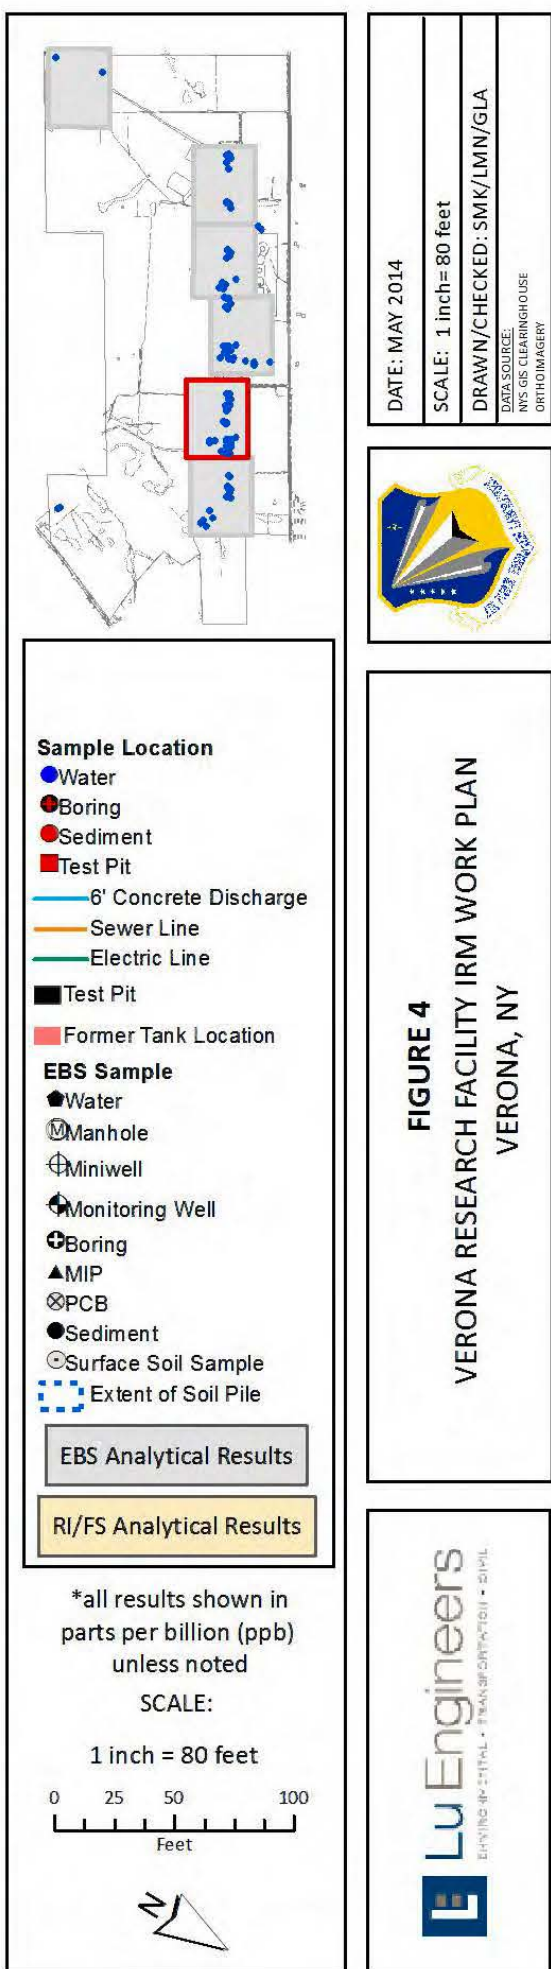 Sample Location
Water
Boring
Sediment
Test Pit
6' Concrete Discharge
Sewer Line
Electric Line
Test Pit
Former Tank Location
EBS Sample
Water
M Manhole
Miniwell
Monitoring Well
Boring
MIP
PCB
Sediment
Surface Soil Sample
Extent of Soil Pile
EBS Analytical Results
RI/FS Analytical Results
*all results shown in
parts per billion (ppb)
unless noted
SCALE:
1 inch = 80 feet
0 25 50 100
Feet
N
DATE: MAY 2014
SCALE: 1 inch= 80 feet
DRAWN/CHECKED: SMK/LMN/GLA
DATA SOURCE:
NYS GIS CLEARINGHOUSE
ORTHOIMAGERY
FIGURE 4
VERONA RESEARCH FACILITY IRM WORK PLAN
VERONA, NY
Lu Engineers
ENVIRONMENTAL • TRANSPORTATION • CIVIL